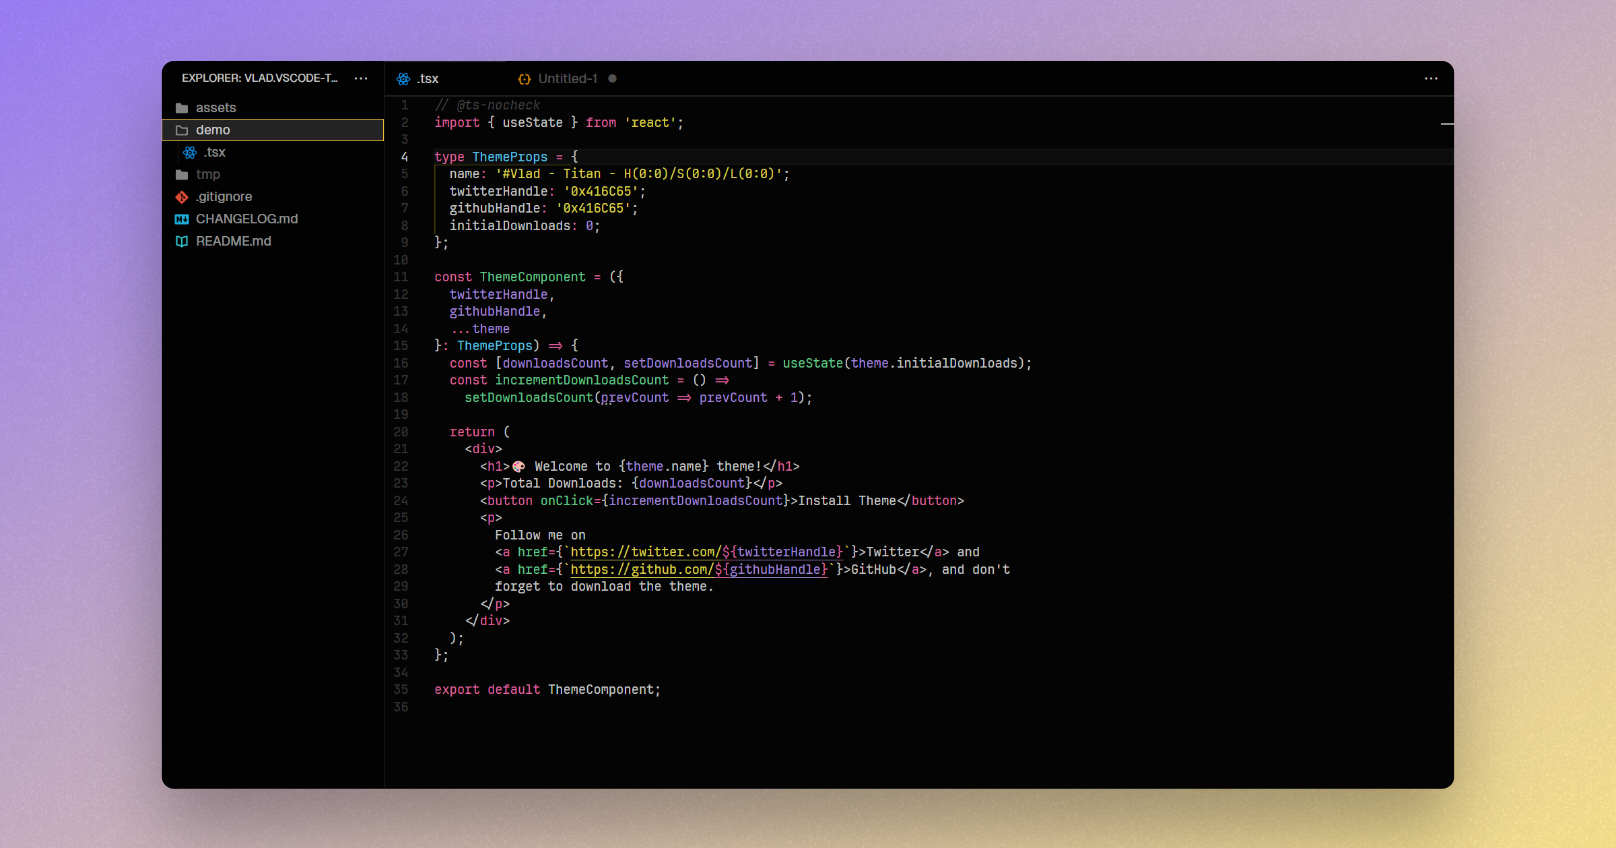 EXPLORER: VLAD.VSCODE-T... ···
assets
demo
.tsx
tmp
.gitignore
CHANGELOG.md
README.md
.tsx Untitled-1 ···
1 // @ts-nocheck
2 import { useState } from 'react';
3
4 type ThemeProps = {
5 name: '#Vlad - Titan - H(0:0)/S(0:0)/L(0:0)';
6 twitterHandle: '0x416C65';
7 githubHandle: '0x416C65';
8 initialDownloads: 0;
9 };
10
11 const ThemeComponent = ({
12 twitterHandle,
13 githubHandle,
14 ...theme
15 }: ThemeProps) => {
16 const [downloadsCount, setDownloadsCount] = useState(theme.initialDownloads);
17 const incrementDownloadsCount = () =>
18 setDownloadsCount(prevCount => prevCount + 1);
19
20 return (
21 <div>
22 <h1>🎨 Welcome to {theme.name} theme!</h1>
23 <p>Total Downloads: {downloadsCount}</p>
24 <button onClick={incrementDownloadsCount}>Install Theme</button>
25 <p>
26 Follow me on
27 <a href={`https://twitter.com/${twitterHandle}`}>Twitter</a> and
28 <a href={`https://github.com/${githubHandle}`}>GitHub</a>, and don't
29 forget to download the theme.
30 </p>
31 </div>
32 );
33 };
34
35 export default ThemeComponent;
36